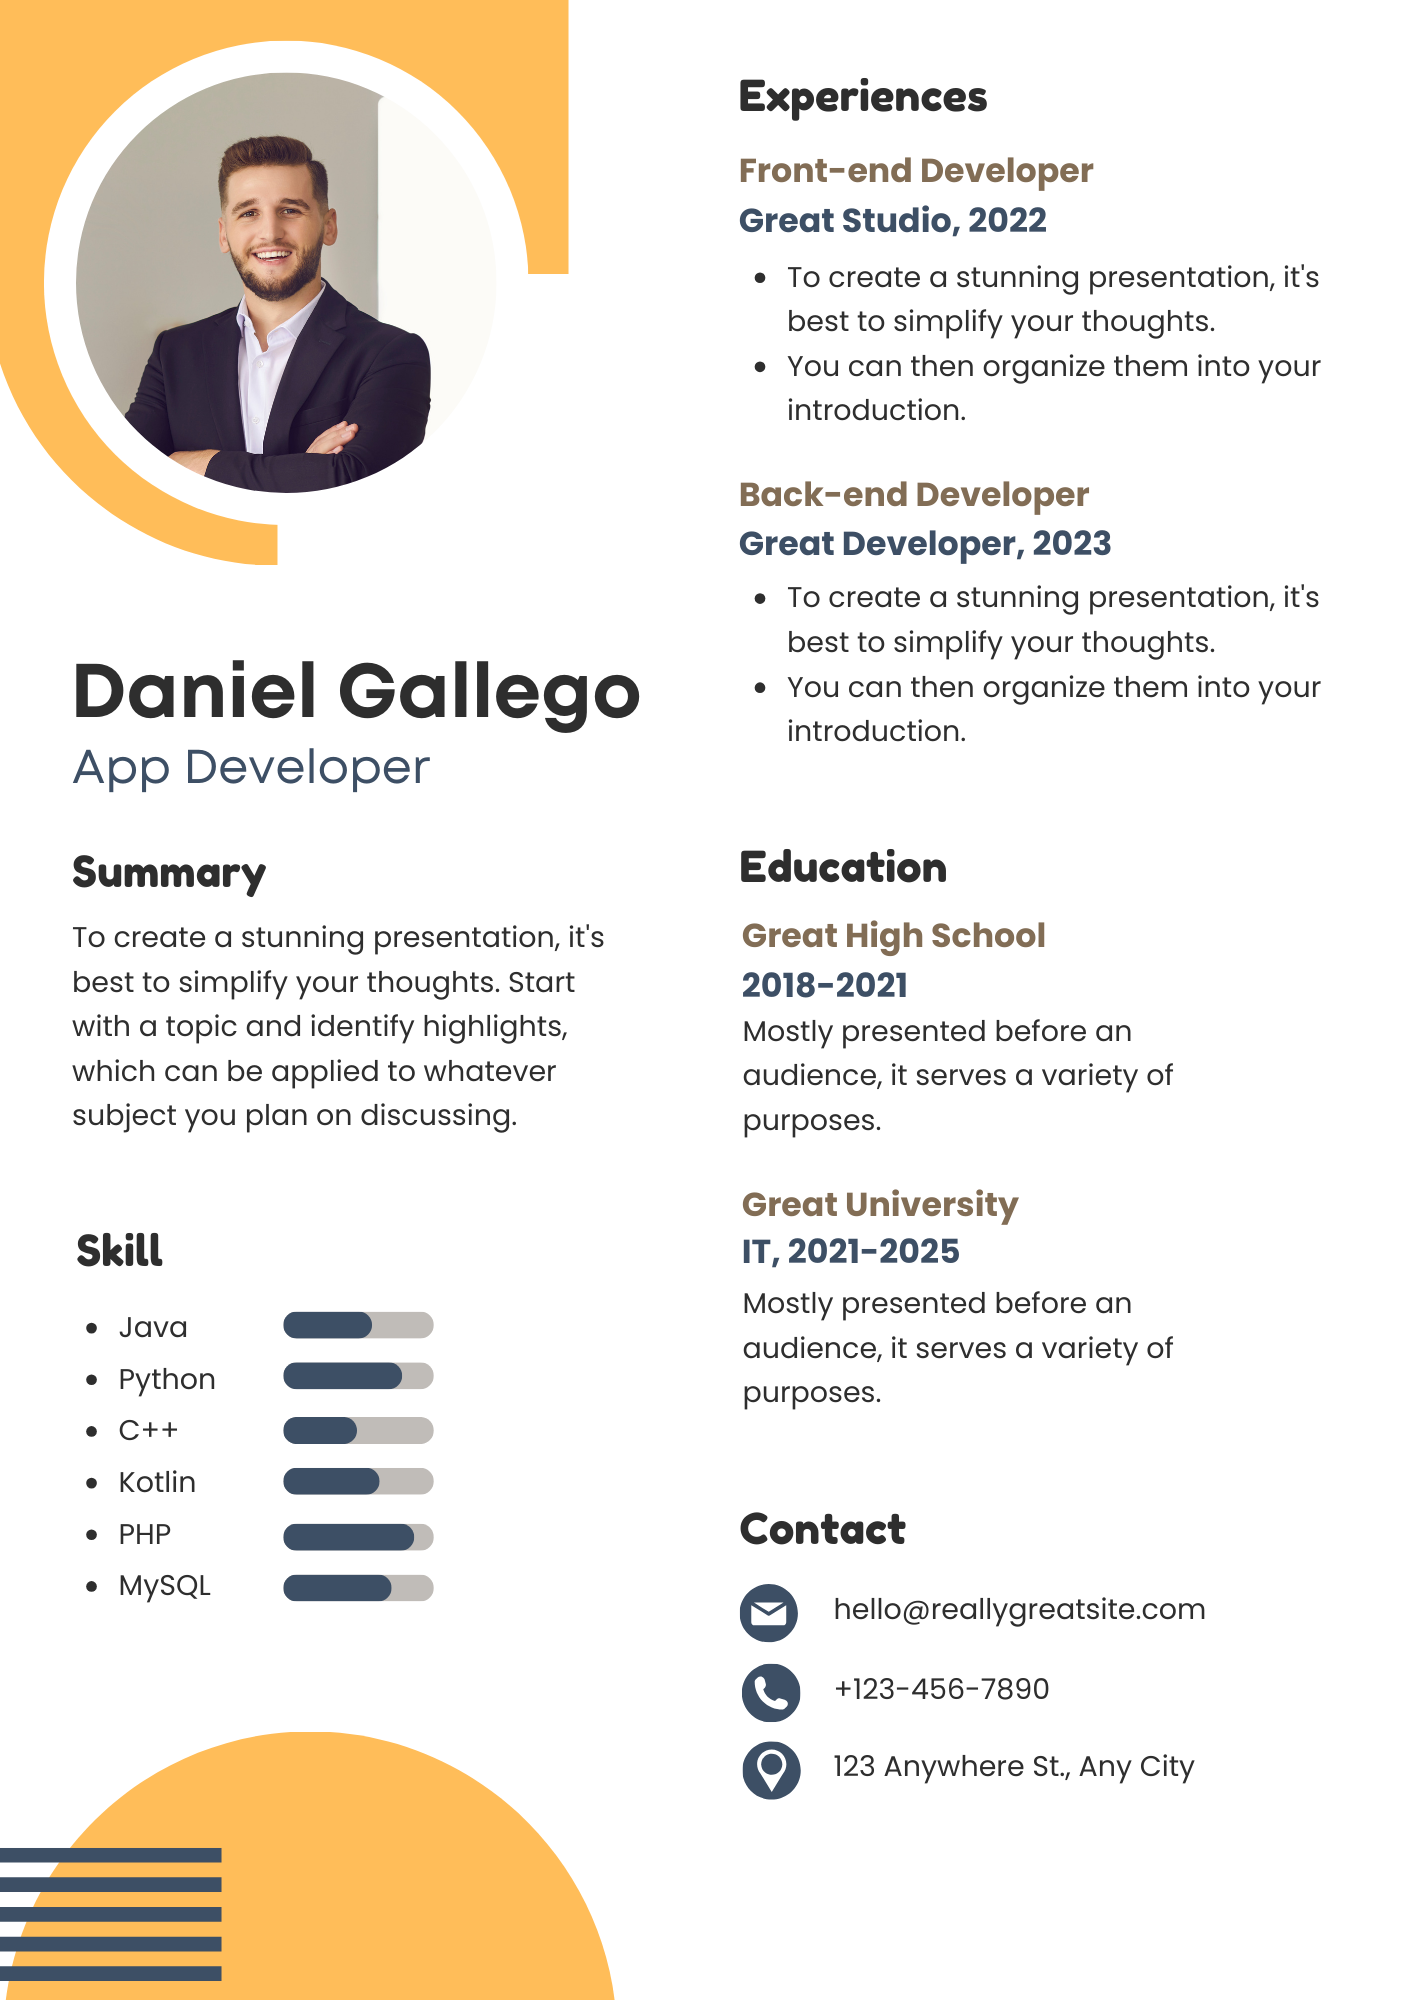 Daniel Gallego
App Developer
Summary
To create a stunning presentation, it's
best to simplify your thoughts. Start
with a topic and identify highlights,
which can be applied to whatever
subject you plan on discussing.
Skill
• Java
• Python
• C++
• Kotlin
• PHP
• MySQL
Experiences
Front-end Developer
Great Studio, 2022
• To create a stunning presentation, it's
best to simplify your thoughts.
• You can then organize them into your
introduction.
Back-end Developer
Great Developer, 2023
• To create a stunning presentation, it's
best to simplify your thoughts.
• You can then organize them into your
introduction.
Education
Great High School
2018-2021
Mostly presented before an
audience, it serves a variety of
purposes.
Great University
IT, 2021-2025
Mostly presented before an
audience, it serves a variety of
purposes.
Contact
hello@reallygreatsite.com
+123-456-7890
123 Anywhere St., Any City